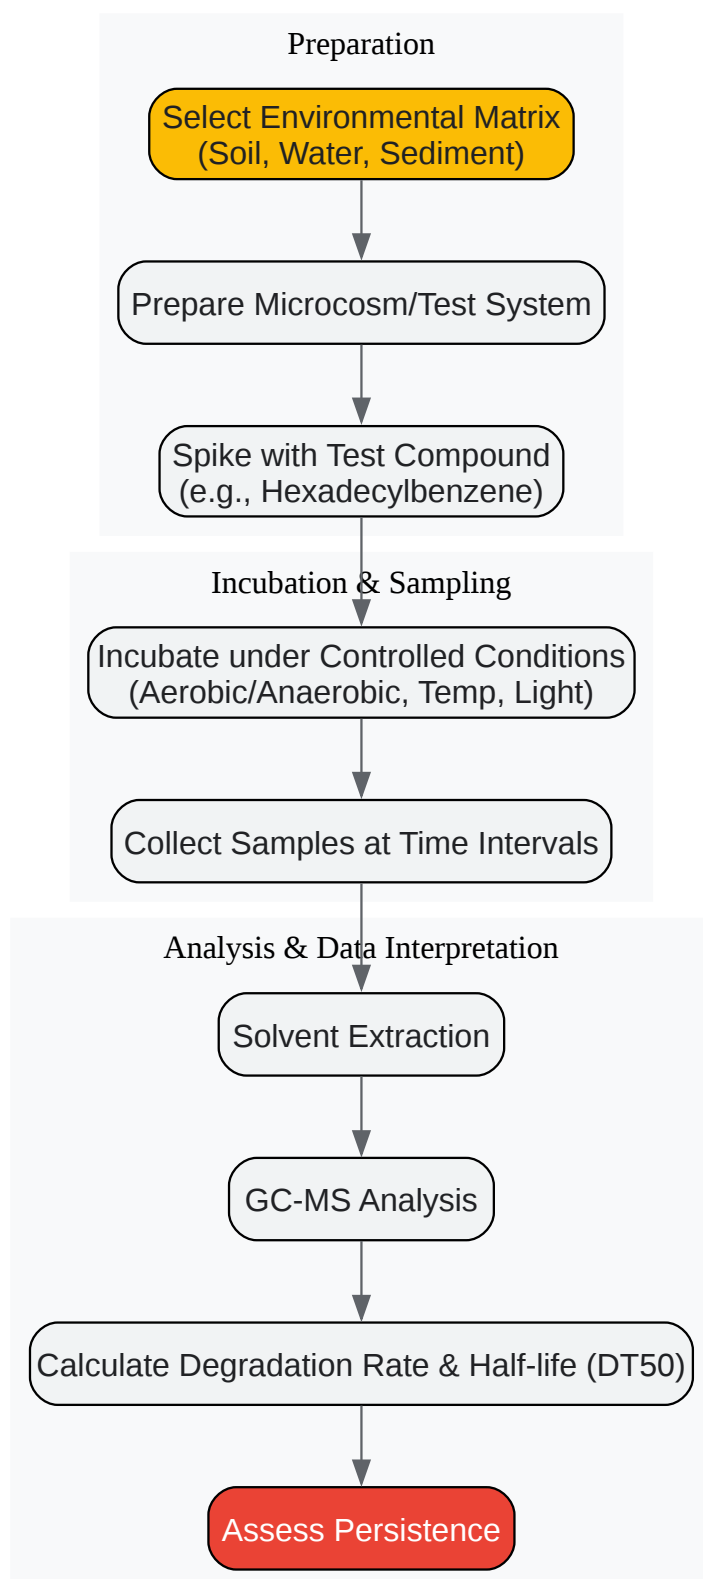 Preparation
Select Environmental Matrix
(Soil, Water, Sediment)
Prepare Microcosm/Test System
Spike with Test Compound
(e.g., Hexadecylbenzene)
Incubation & Sampling
Incubate under Controlled Conditions
(Aerobic/Anaerobic, Temp, Light)
Collect Samples at Time Intervals
Analysis & Data Interpretation
Solvent Extraction
GC-MS Analysis
Calculate Degradation Rate & Half-life (DT50)
Assess Persistence